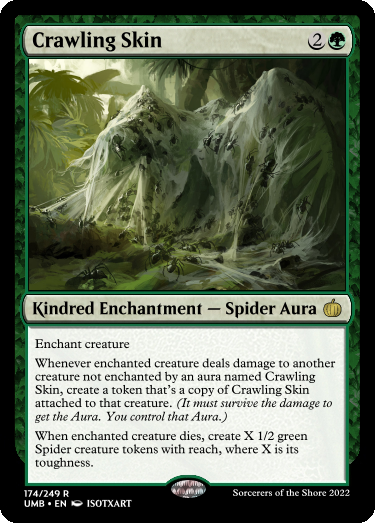 Crawling Skin 2
Kindred Enchantment — Spider Aura
Enchant creature
Whenever enchanted creature deals damage to another
creature not enchanted by an aura named Crawling
Skin, create a token that's a copy of Crawling Skin
attached to that creature. (It must survive the damage to
get the Aura. You control that Aura.)
When enchanted creature dies, create X 1/2 green
Spider creature tokens with reach, where X is its
toughness.
174/249 R
Sorcerers of the Shore 2022
UMB • EN ISOTXART